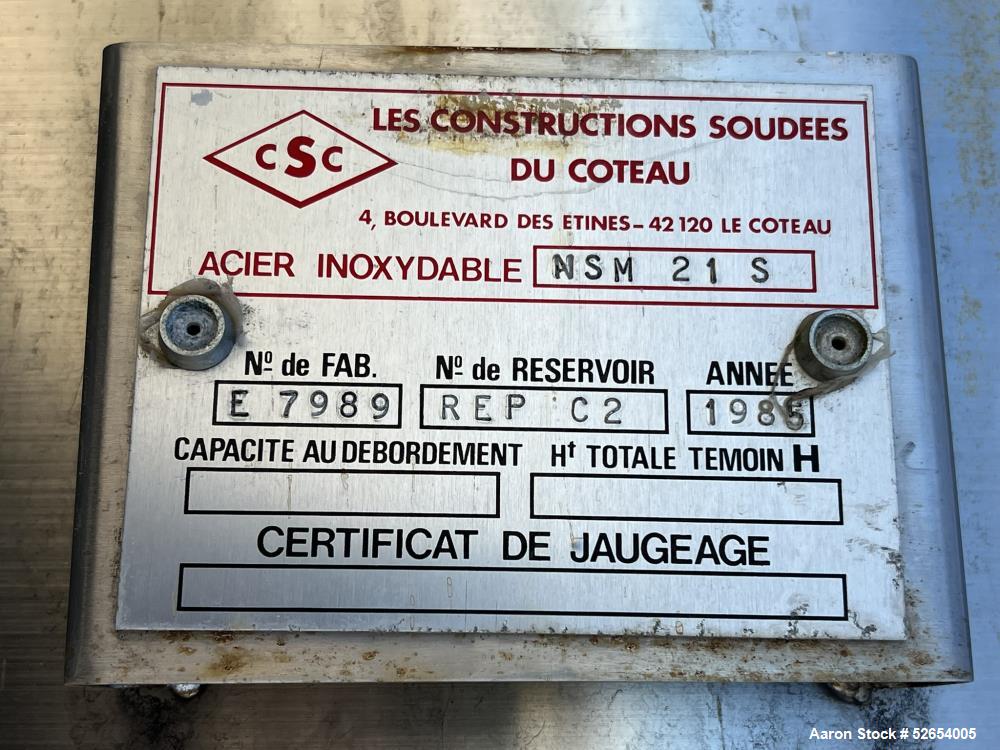 CSC
LES CONSTRUCTIONS SOUDEES
DU COTEAU
4, BOULEVARD DES ETINES - 42 120 LE COTEAU
ACIER INOXYDABLE NSM 21 S
Nº de FAB. Nº de RESERVOIR ANNEE
E 7989 REP C2 1985
CAPACITE AU DEBORDEMENT Hᵗ TOTALE TEMOIN H
CERTIFICAT DE JAUGEAGE
Aaron Stock # 52654005